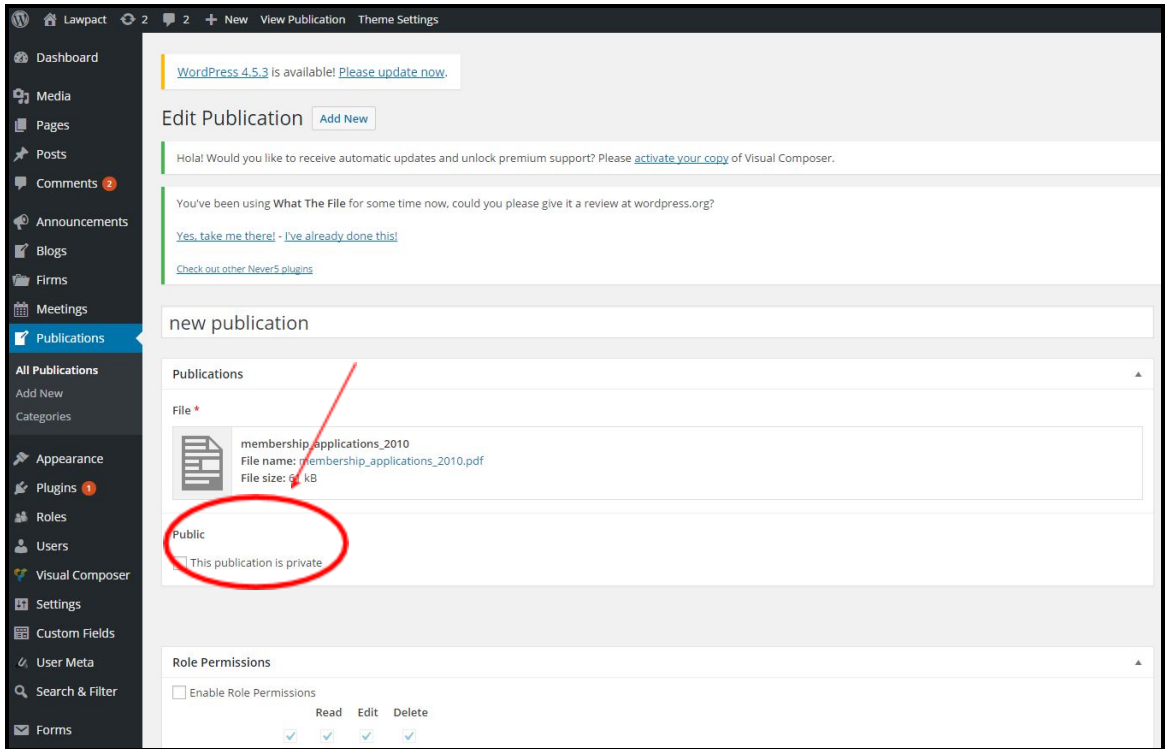 Lawpact 2 2 New View Publication Theme Settings
Dashboard
Media
Pages
Posts
Comments 2
Announcements
Blogs
Firms
Meetings
Publications
All Publications
Add New
Categories
Appearance
Plugins 1
Roles
Users
Visual Composer
Settings
Custom Fields
User Meta
Search & Filter
Forms
WordPress 4.5.3 is available! Please update now.
Edit Publication Add New
Hola! Would you like to receive automatic updates and unlock premium support? Please activate your copy of Visual Composer.
You've been using What The File for some time now, could you please give it a review at wordpress.org?
Yes, take me there! - I've already done this!
Check out other Never5 plugins
new publication
Publications
File *
membership_applications_2010
File name: membership_applications_2010.pdf
File size: 61 kB
Public
This publication is private
Role Permissions
Enable Role Permissions
Read Edit Delete